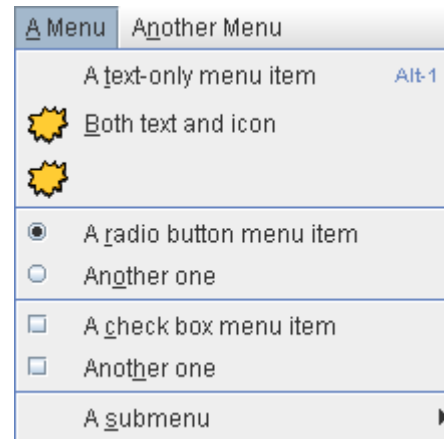 A Menu Another Menu
A text-only menu item Alt-1
Both text and icon
A radio button menu item
Another one
A check box menu item
Another one
A submenu